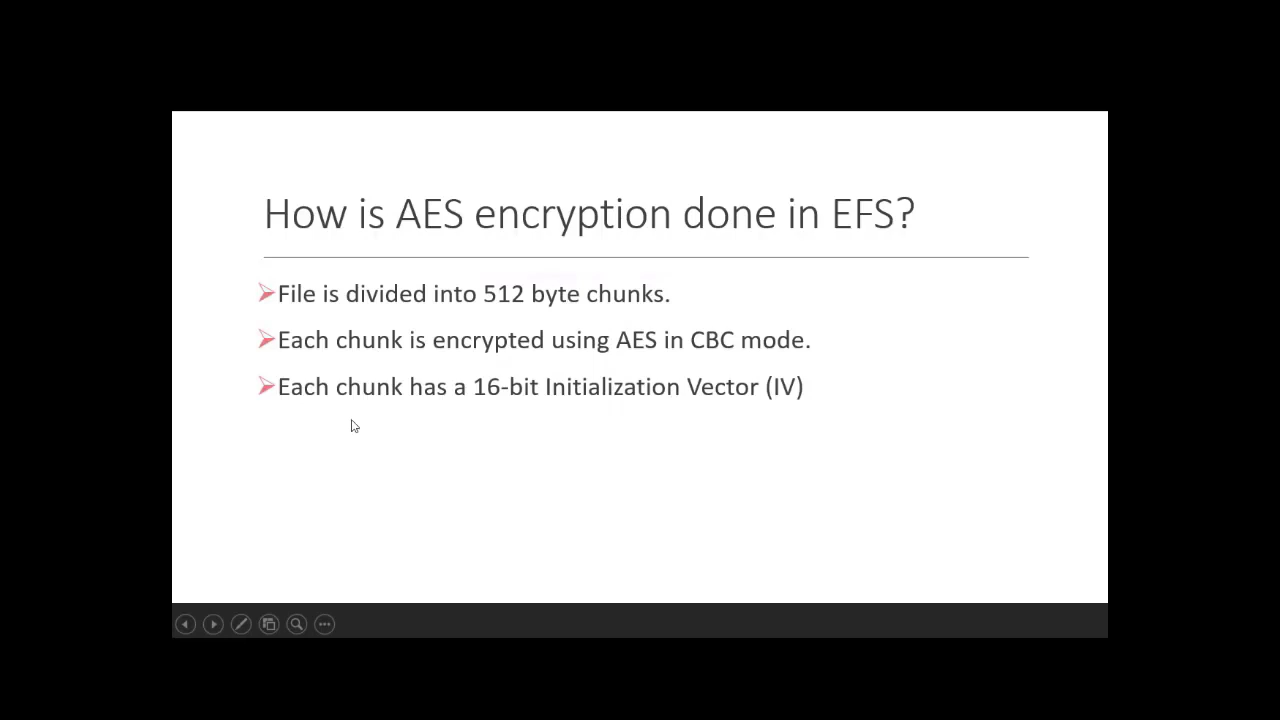 How is AES encryption done in EFS?
File is divided into 512 byte chunks.
Each chunk is encrypted using AES in CBC mode.
Each chunk has a 16-bit Initialization Vector (IV)